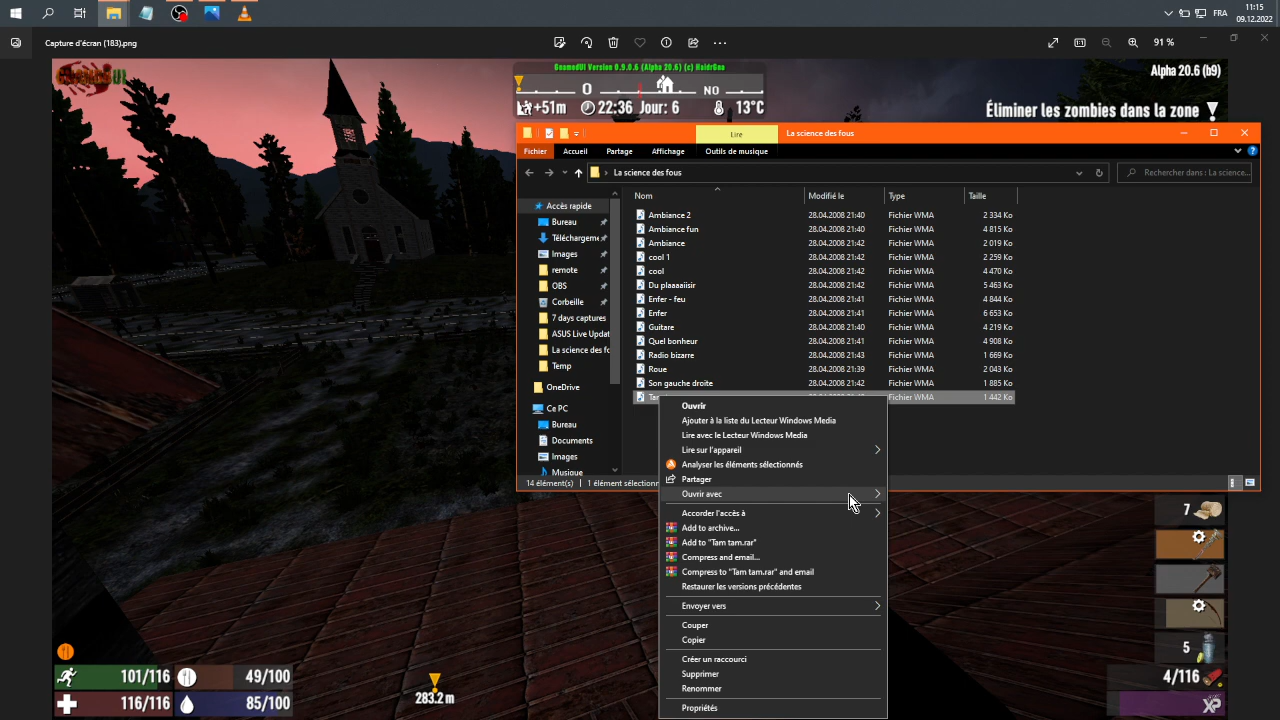 FRA
11:15
09.12.2022
Capture d'écran (183).png
91 %
GnamodUI Version 0.9.0.6 (Alpha 20.6) (c) HaidrGna
Alpha 20.6 (b9)
O
NO
+51m
22:36 Jour: 6
13°C
Éliminer les zombies dans la zone
Lire
La science des fous
Fichier
Accueil
Partage
Affichage
Outils de musique
La science des fous
Rechercher dans : La science...
Nom
Modifié le
Type
Taille
Ambiance 2 28.04.2008 21:40 Fichier WMA 2 334 Ko
Ambiance fun 28.04.2008 21:40 Fichier WMA 4 815 Ko
Ambiance 28.04.2008 21:42 Fichier WMA 2 019 Ko
cool 1 28.04.2008 21:42 Fichier WMA 2 259 Ko
cool 28.04.2008 21:42 Fichier WMA 4 470 Ko
Du plaaaaiisir 28.04.2008 21:42 Fichier WMA 5 463 Ko
Enfer - feu 28.04.2008 21:41 Fichier WMA 4 844 Ko
Enfer 28.04.2008 21:41 Fichier WMA 6 653 Ko
Guitare 28.04.2008 21:40 Fichier WMA 4 219 Ko
Quel bonheur 28.04.2008 21:41 Fichier WMA 4 908 Ko
Radio bizarre 28.04.2008 21:43 Fichier WMA 1 669 Ko
Roue 28.04.2008 21:39 Fichier WMA 2 043 Ko
Son gauche droite 28.04.2008 21:42 Fichier WMA 1 885 Ko
Fichier WMA 1 442 Ko
Accès rapide
Bureau
Téléchargeme
Images
remote
OBS
Corbeille
7 days captures
ASUS Live Updat
La science des fo
Temp
OneDrive
Ce PC
Bureau
Documents
Images
Musique
14 élément(s)
1 élément sélectionn
Ouvrir
Ajouter à la liste du Lecteur Windows Media
Lire avec le Lecteur Windows Media
Lire sur l'appareil
Analyser les éléments sélectionnés
Partager
Ouvrir avec
Accorder l'accès à
Add to archive...
Add to "Tam tam.rar"
Compress and email...
Compress to "Tam tam.rar" and email
Restaurer les versions précédentes
Envoyer vers
Couper
Copier
Créer un raccourci
Supprimer
Renommer
Propriétés
7
5
4/116
XP
101/116
49/100
116/116
85/100
283.2 m